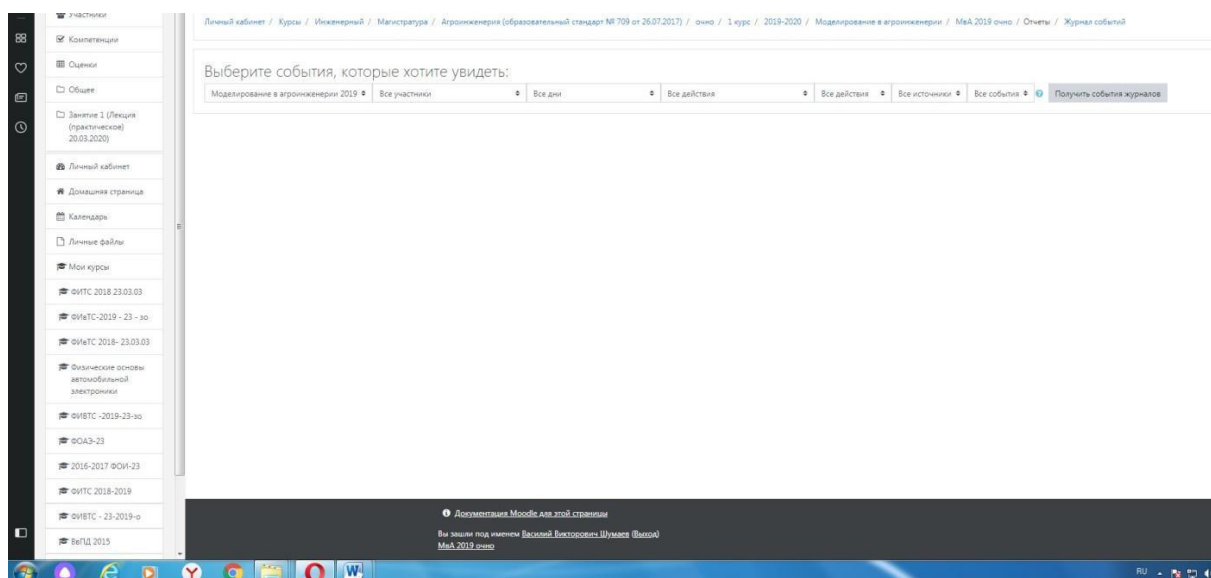 Участники
Личный кабинет / Курсы / Инженерный / Магистратура / Агроинженерия (образовательный стандарт № 709 от 26.07.2017) / очно / 1 курс / 2019-2020 / Моделирование в агроинженерии / МвА 2019 очно / Отчеты / Журнал событий
Компетенции
Оценки
Общее
Занятие 1 (Лекция
(практическое)
20.03.2020)
Выберите события, которые хотите увидеть:
Моделирование в агроинженерии 2019 Все участники Все дни Все действия Все действия Все источники Все события Получить события журналов
Личный кабинет
Домашняя страница
Календарь
Личные файлы
Мои курсы
ФИТС 2018 23.03.03
ФИвТС-2019 - 23 - зо
ФИвТС 2018- 23.03.03
Физические основы
автомобильной
электроники
ФИВТС -2019-23-зо
ФОАЭ-23
2016-2017 ФОИ-23
ФИТС 2018-2019
ФИВТС - 23-2019-о
ВвПД 2015
Документация Moodle для этой страницы
Вы зашли под именем Василий Викторович Шумаев (Выход)
МвА 2019 очно
RU